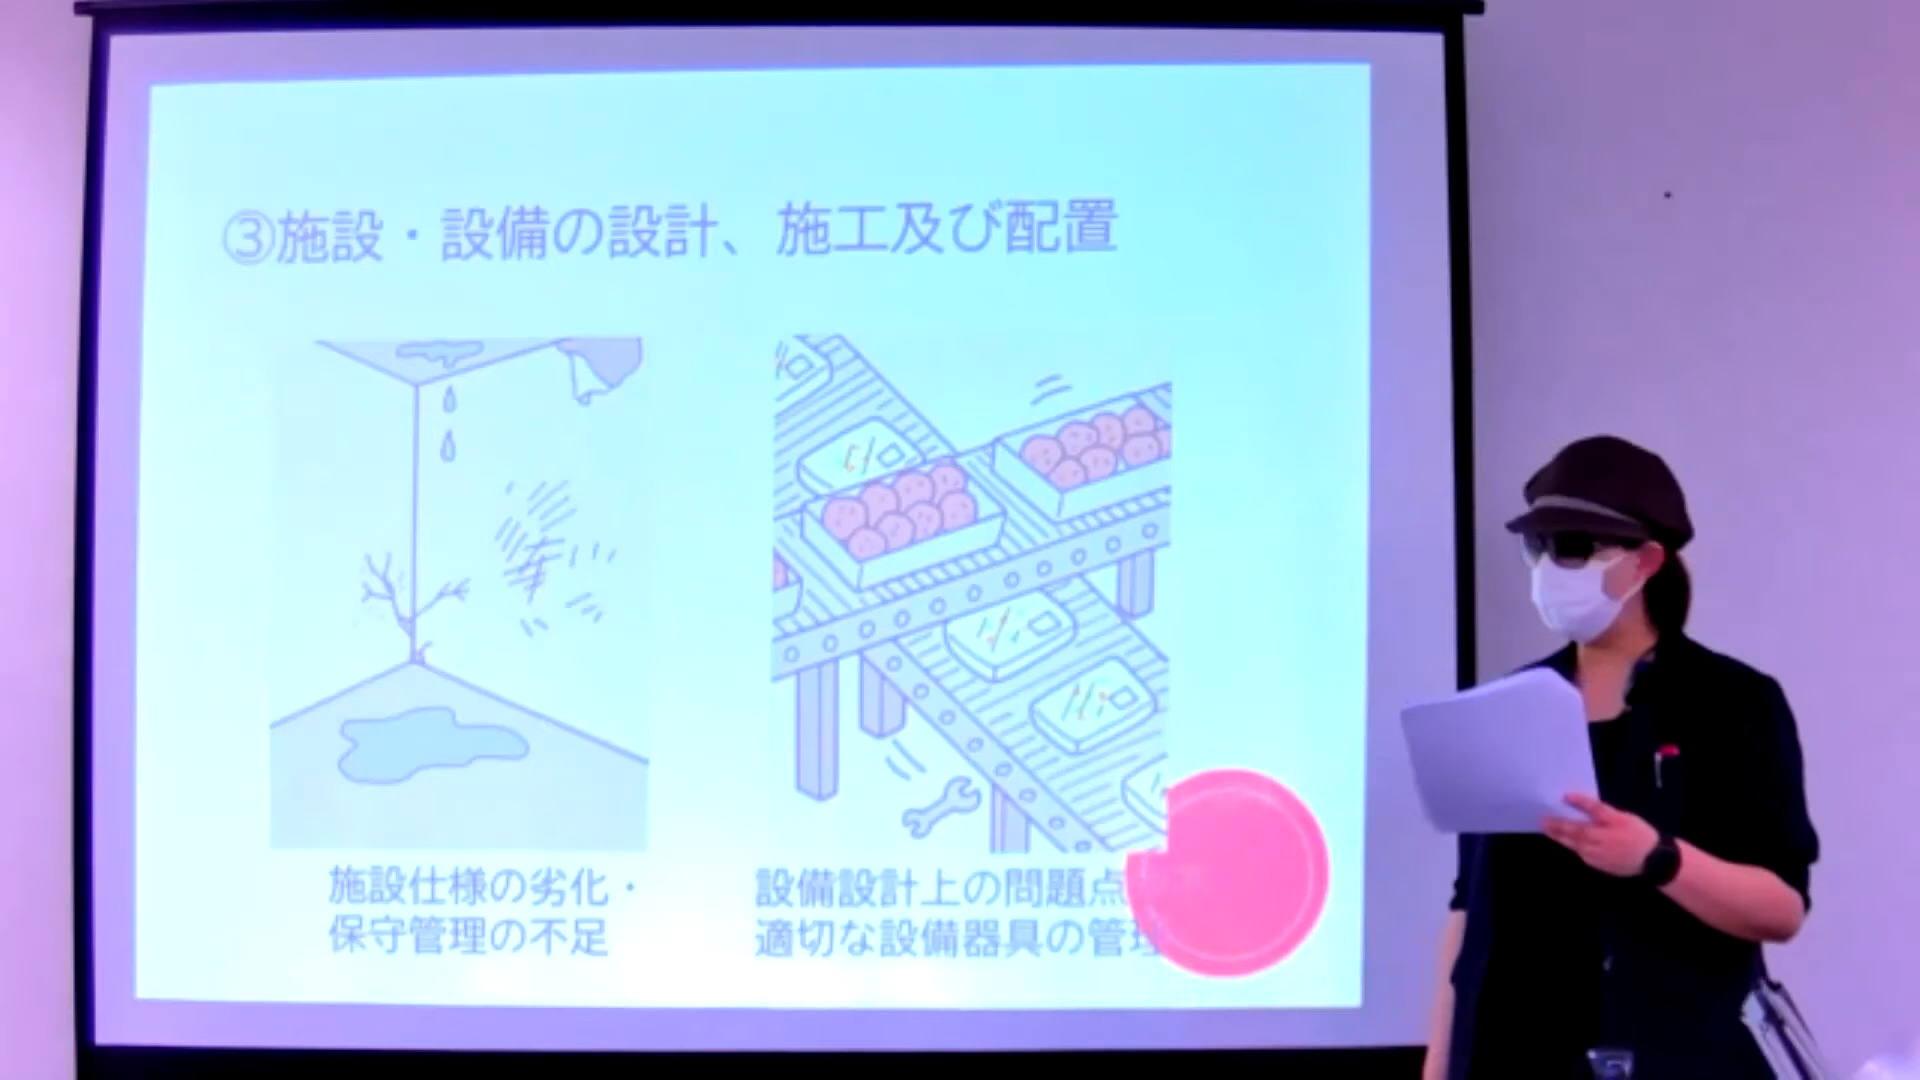 ③施設・設備の設計、施工及び配置
施設仕様の劣化・
保守管理の不足
設備設計上の問題点
適切な設備器具の管理